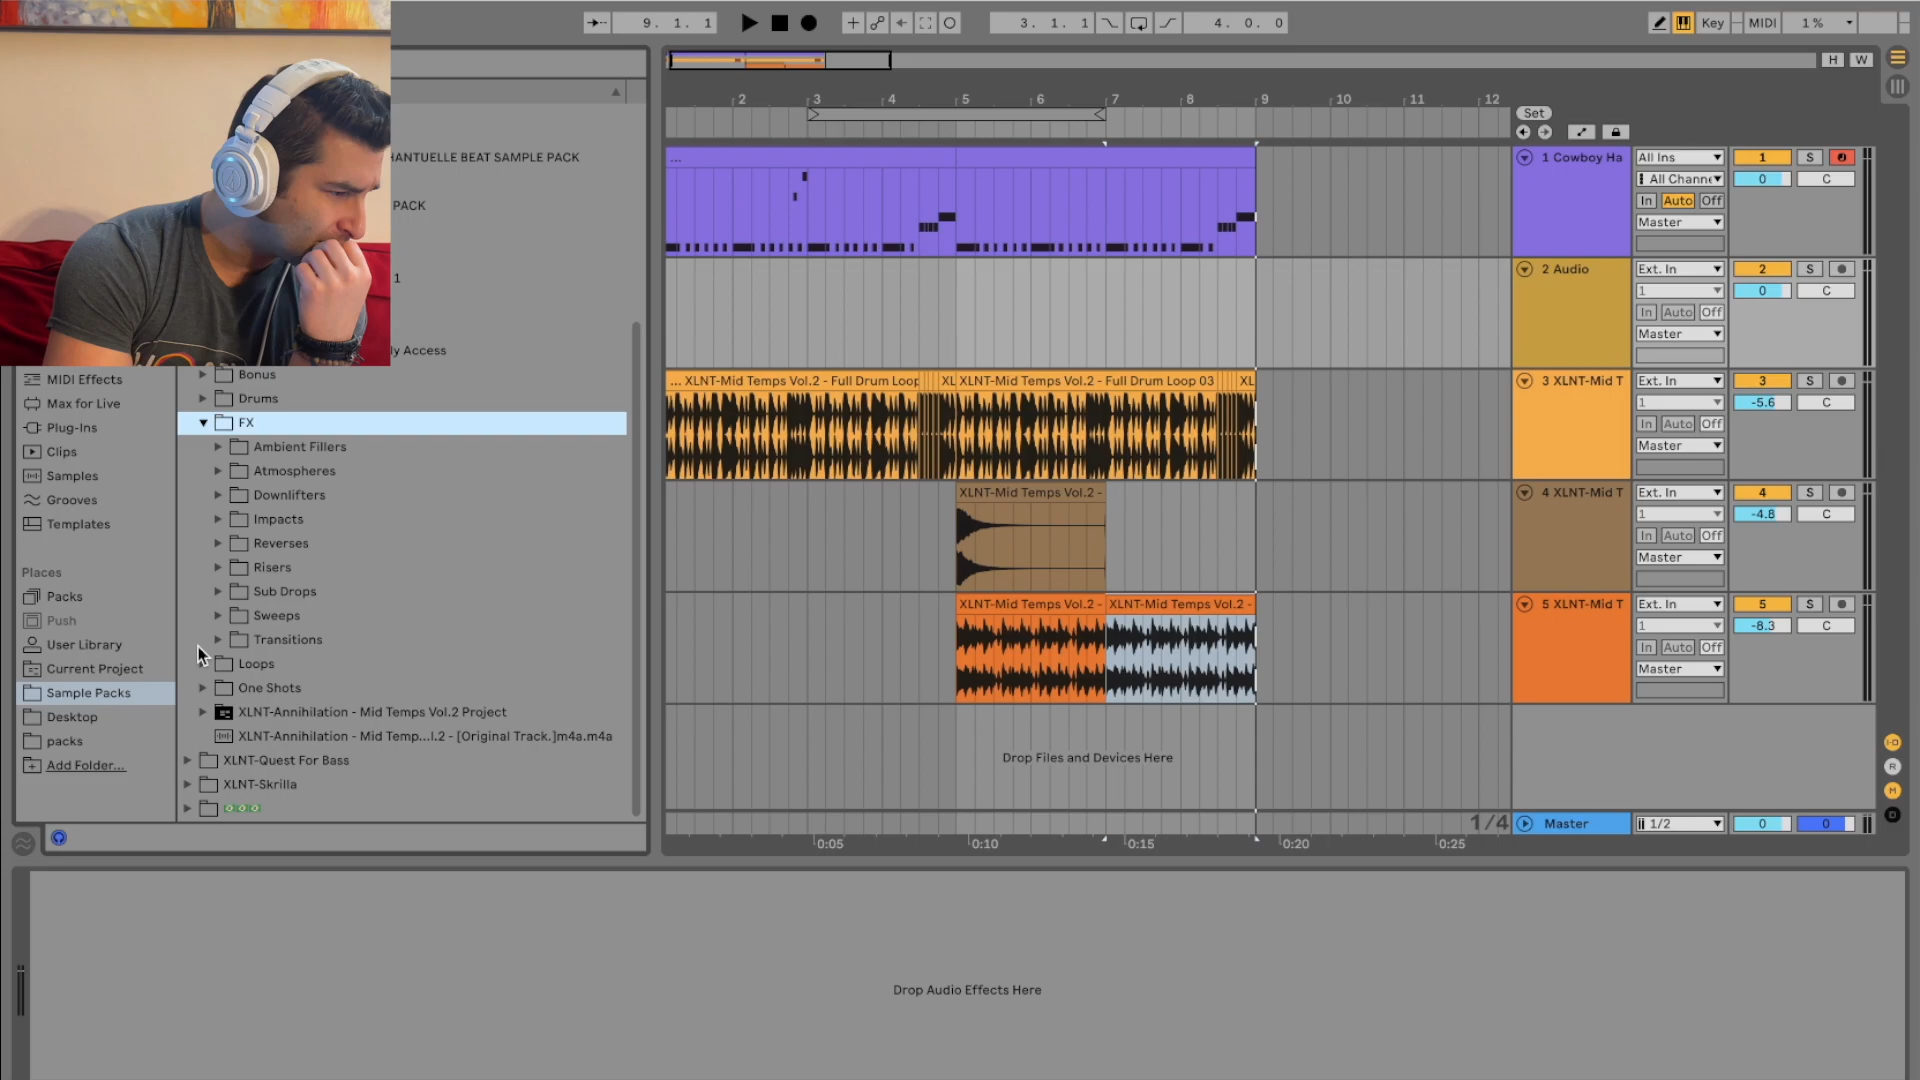 9. 1. 1
3. 1. 1
4. 0. 0
Key
MIDI
1 %
H
W
2
3
4
5
6
7
8
9
10
11
12
Set
HANTUELLE BEAT SAMPLE PACK
PACK
1
ly Access
MIDI Effects
Max for Live
Plug-Ins
Clips
Samples
Grooves
Templates
Places
Packs
Push
User Library
Current Project
Sample Packs
Desktop
packs
Add Folder...
Bonus
Drums
FX
Ambient Fillers
Atmospheres
Downlifters
Impacts
Reverses
Risers
Sub Drops
Sweeps
Transitions
Loops
One Shots
XLNT-Annihilation - Mid Temps Vol.2 Project
XLNT-Annihilation - Mid Temp...l.2 - [Original Track.]m4a.m4a
XLNT-Quest For Bass
XLNT-Skrilla
...
... XLNT-Mid Temps Vol.2 - Full Drum Loop
XL
XLNT-Mid Temps Vol.2 - Full Drum Loop 03
XL
XLNT-Mid Temps Vol.2 -
XLNT-Mid Temps Vol.2 -
XLNT-Mid Temps Vol.2 -
Drop Files and Devices Here
1 Cowboy Ha
All Ins
1
S
All Channe
0
C
In
Auto
Off
Master
2 Audio
Ext. In
2
S
1
0
C
In
Auto
Off
Master
3 XLNT-Mid T
Ext. In
3
S
1
-5.6
C
In
Auto
Off
Master
4 XLNT-Mid T
Ext. In
4
S
1
-4.8
C
In
Auto
Off
Master
5 XLNT-Mid T
Ext. In
5
S
1
-8.3
C
In
Auto
Off
Master
1/4
Master
1/2
0
0
I-O
R
M
D
0:05
0:10
0:15
0:20
0:25
Drop Audio Effects Here